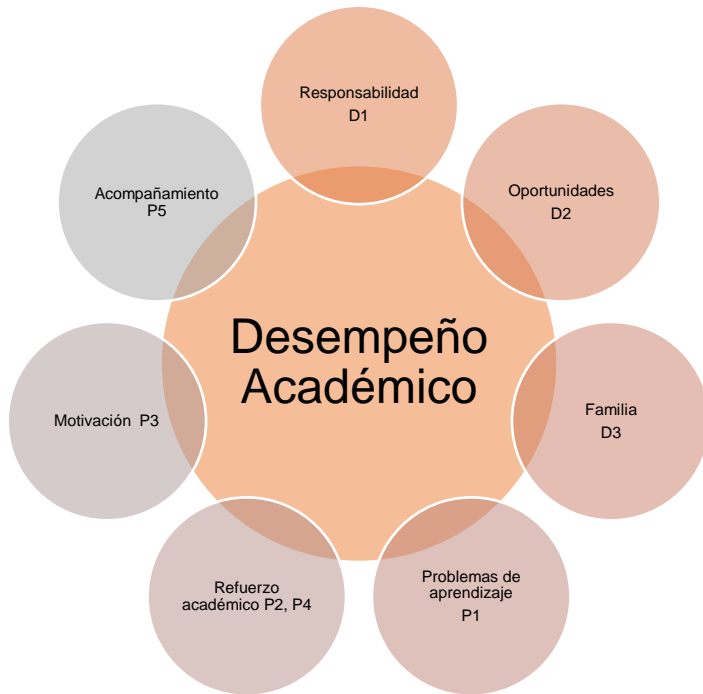 Responsabilidad
D1
Oportunidades
D2
Familia
D3
Problemas de
aprendizaje
P1
Refuerzo
académico P2, P4
Motivación P3
Acompañamiento
P5
Desempeño
Académico